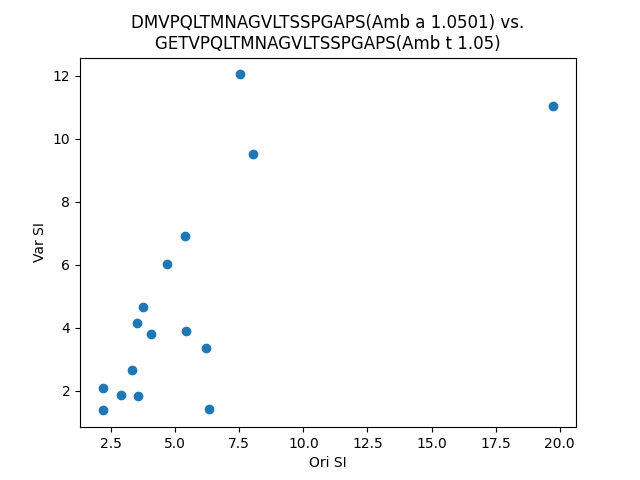 DMVPQLTMNAGVLTSSPGAPS(Amb a 1.0501) vs.
GETVPQLTMNAGVLTSSPGAPS(Amb t 1.05)
12
10
8
6
4
2
Var SI
2.5 5.0 7.5 10.0 12.5 15.0 17.5 20.0
Ori SI